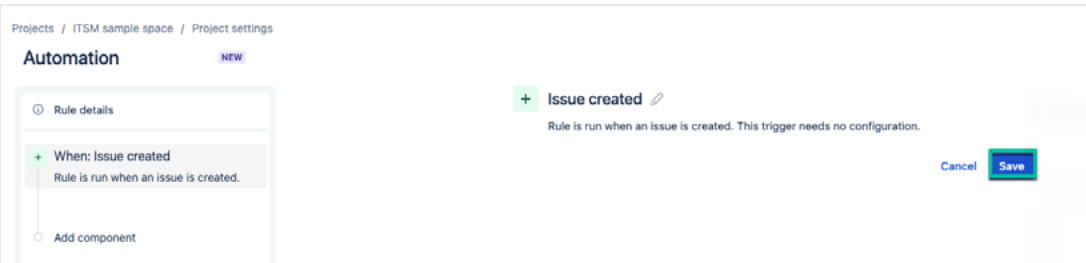 Projects / ITSM sample space / Project settings
Automation NEW
Rule details
When: Issue created
Rule is run when an issue is created.
Add component
Issue created
Rule is run when an issue is created. This trigger needs no configuration.
Cancel Save